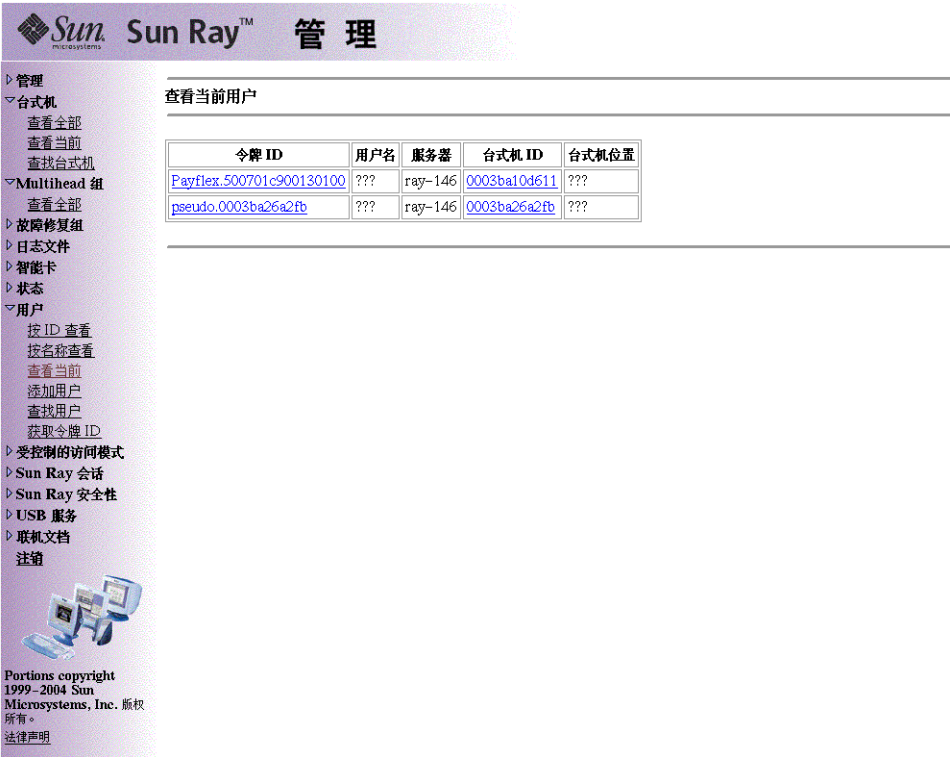 Sun microsystems Sun Ray™ 管 理
管理
台式机
查看全部
查看当前
查找台式机
Multihead 组
查看全部
故障修复组
日志文件
智能卡
状态
用户
按 ID 查看
按名称查看
查看当前
添加用户
查找用户
获取令牌 ID
受控制的访问模式
Sun Ray 会话
Sun Ray 安全性
USB 服务
联机文档
注销
Portions copyright
1999-2004 Sun
Microsystems, Inc. 版权
所有。
法律声明
查看当前用户
令牌 ID 用户名 服务器 台式机 ID 台式机位置
Payflex.500701c900130100 ??? ray-146 0003ba10d611 ???
pseudo.0003ba26a2fb ??? ray-146 0003ba26a2fb ???